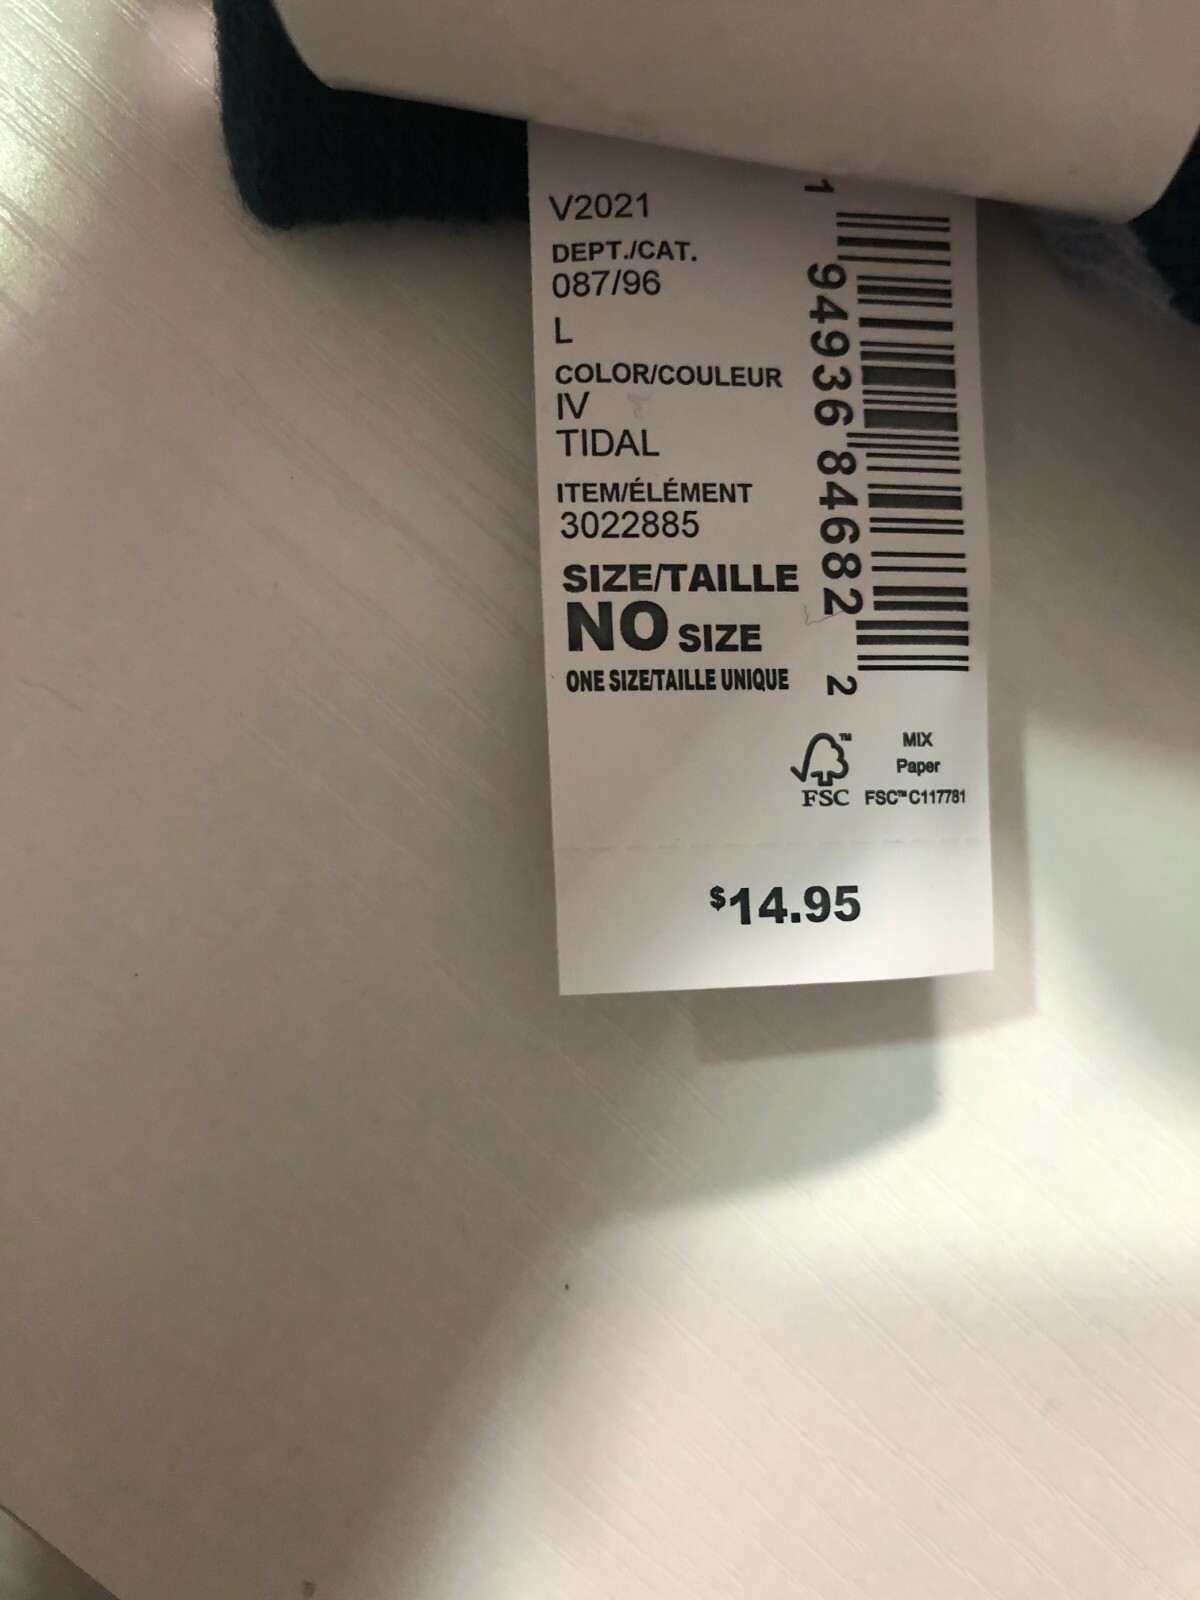 V2021
DEPT./CAT.
087/96
L
COLOR/COULEUR
IV
TIDAL
ITEM/ÉLÉMENT
3022885
SIZE/TAILLE
NO SIZE
ONE SIZE/TAILLE UNIQUE
1 94936 84682 2
FSC™
MIX
Paper
FSC™ C117781
$14.95